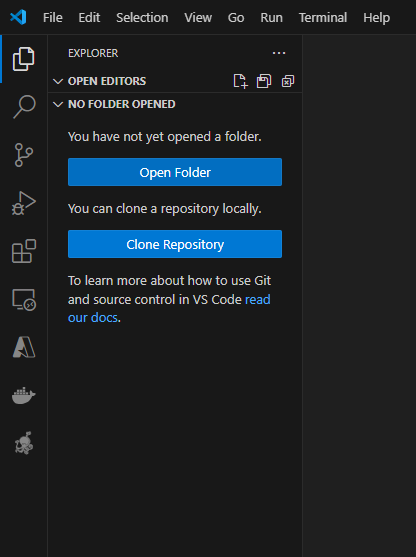 File Edit Selection View Go Run Terminal Help
EXPLORER
OPEN EDITORS
NO FOLDER OPENED
You have not yet opened a folder.
Open Folder
You can clone a repository locally.
Clone Repository
To learn more about how to use Git
and source control in VS Code read
our docs.